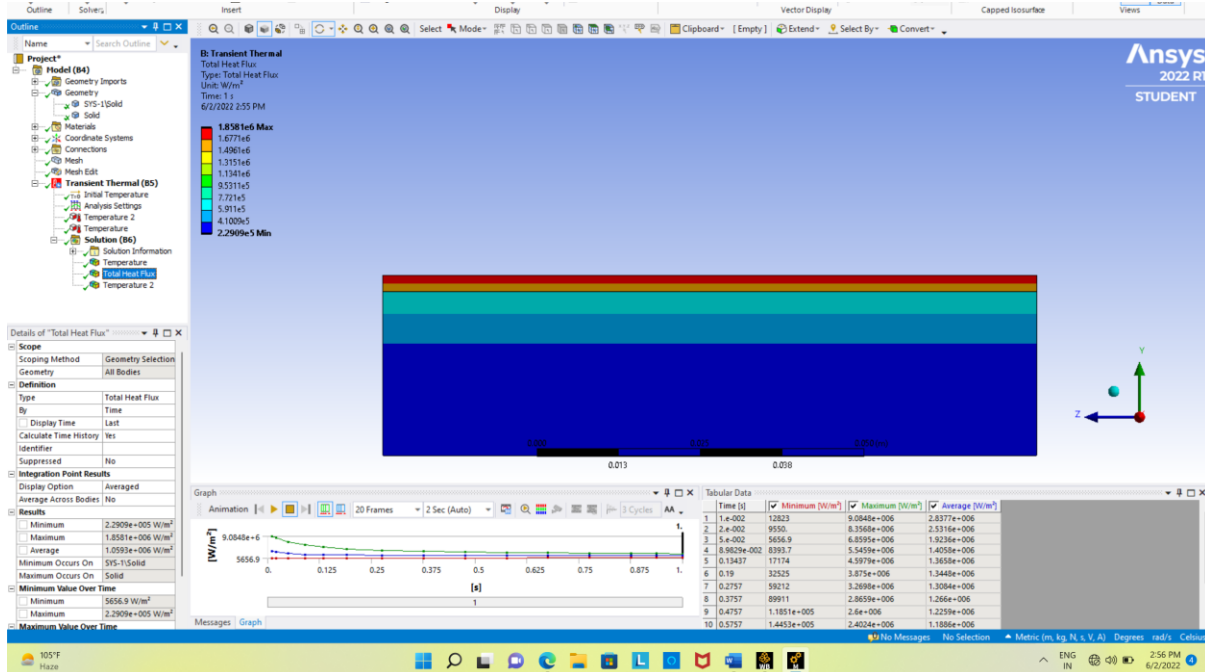 Outline Solver Insert Display Vector Display Capped Isosurface Views
Outline
Name Search Outline
Select Mode Clipboard [ Empty ] Extend Select By Convert
Project*
Model (B4)
Geometry Imports
Geometry
SYS-1\Solid
Solid
Materials
Coordinate Systems
Connections
Mesh
Mesh Edit
Transient Thermal (B5)
Initial Temperature
Analysis Settings
Temperature 2
Temperature
Solution (B6)
Solution Information
Temperature
Total Heat Flux
Temperature 2
B: Transient Thermal
Total Heat Flux
Type: Total Heat Flux
Unit: W/m²
Time: 1 s
6/2/2022 2:55 PM
1.8581e6 Max
1.6771e6
1.4961e6
1.3151e6
1.1341e6
9.5311e5
7.721e5
5.911e5
4.1009e5
2.2909e5 Min
Ansys
2022 R1
STUDENT
Y
Z
0.013 0.038
Details of "Total Heat Flux"
Scope
Scoping Method Geometry Selection
Geometry All Bodies
Definition
Type Total Heat Flux
By Time
Display Time Last
Calculate Time History Yes
Identifier
Suppressed No
Integration Point Results
Display Option Averaged
Average Across Bodies No
Results
Minimum 2.2909e+005 W/m²
Maximum 1.8581e+006 W/m²
Average 1.0593e+006 W/m²
Minimum Occurs On SYS-1\Solid
Maximum Occurs On Solid
Minimum Value Over Time
Minimum 5656.9 W/m²
Maximum 2.2909e+005 W/m²
Maximum Value Over Time
Graph
Animation 20 Frames 2 Sec (Auto) 3 Cycles AA
[W/m²]
9.0848e+6
5656.9
1.
0. 0.125 0.25 0.375 0.5 0.625 0.75 0.875 1.
[s]
1
Messages Graph
Tabular Data
Time [s] Minimum [W/m²] Maximum [W/m²] Average [W/m²]
1 1.e-002 12823 9.0848e+006 2.8377e+006
2 2.e-002 9550. 8.3568e+006 2.5316e+006
3 5.e-002 5656.9 6.8595e+006 1.9236e+006
4 8.9829e-002 8393.7 5.5459e+006 1.4058e+006
5 0.13437 17174 4.5979e+006 1.3658e+006
6 0.19 32525 3.875e+006 1.3448e+006
7 0.2757 59212 3.2698e+006 1.3084e+006
8 0.3757 89911 2.8659e+006 1.266e+006
9 0.4757 1.1851e+005 2.6e+006 1.2259e+006
10 0.5757 1.4453e+005 2.4024e+006 1.1886e+006
No Messages No Selection Metric (m, kg, N, s, V, A) Degrees rad/s Celsius
105°F
Haze
ENG
IN
2:56 PM
6/2/2022
4